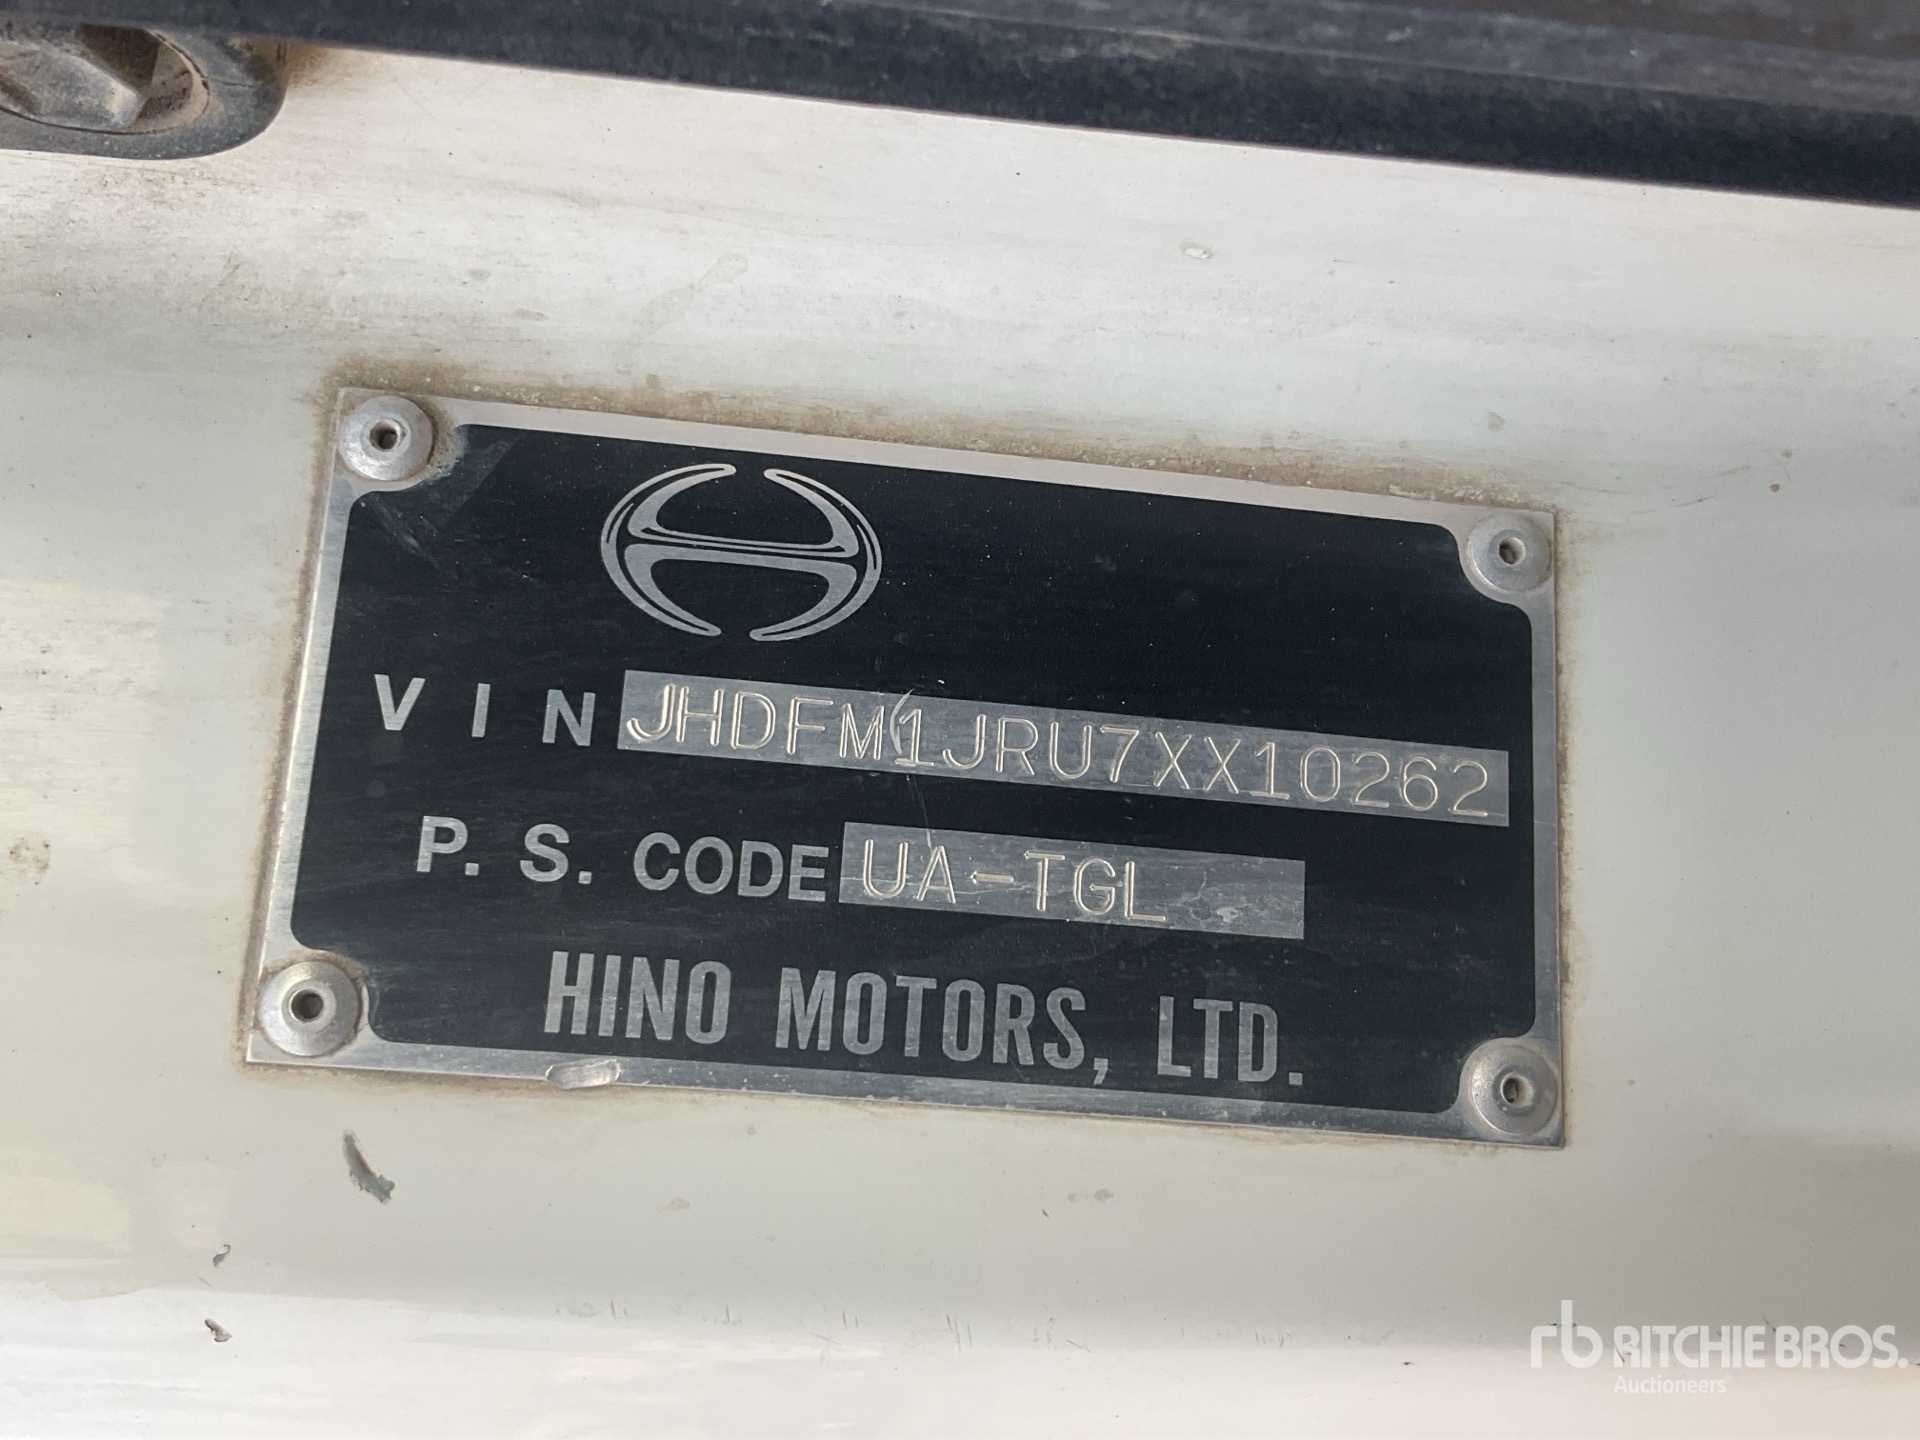 VIN JHDFM1JRU7XX10262
P. S. CODE UA-TGL
HINO MOTORS, LTD.
rb RITCHIE BROS.
Auctioneers